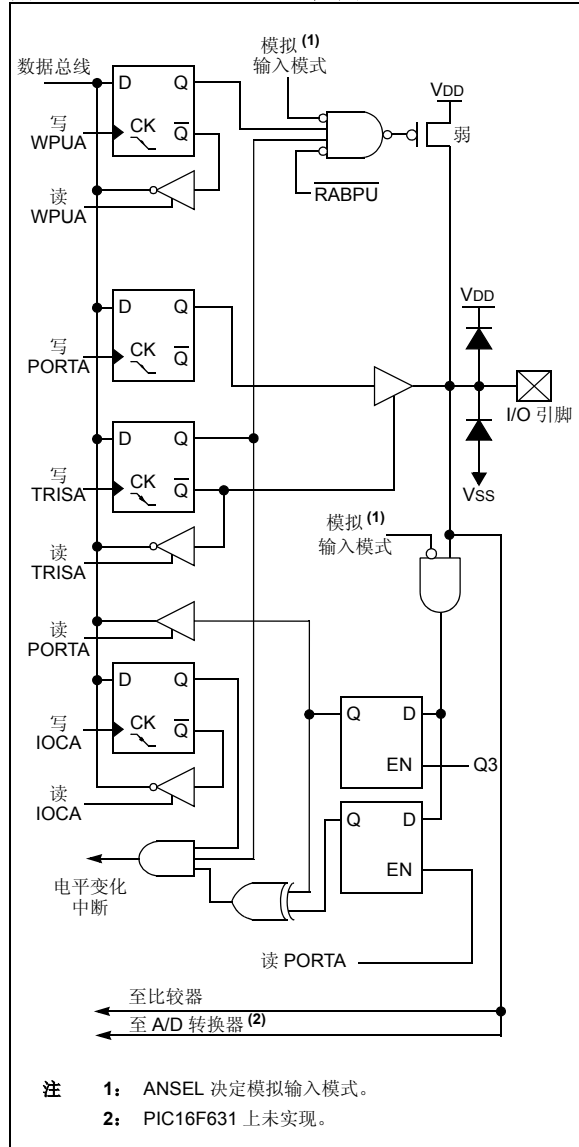 数据总线
D Q
CK Q
写
WPUA
读
WPUA
模拟 (1)
输入模式
RABPU
VDD
弱
D Q
CK Q
写
PORTA
VDD
I/O 引脚
VSS
D Q
CK Q
写
TRISA
读
TRISA
模拟 (1)
输入模式
读
PORTA
D Q
CK Q
写
IOCA
读
IOCA
Q D
EN
Q3
Q D
EN
电平变化
中断
读 PORTA
至比较器
至 A/D 转换器 (2)
注 1: ANSEL 决定模拟输入模式。
2: PIC16F631 上未实现。